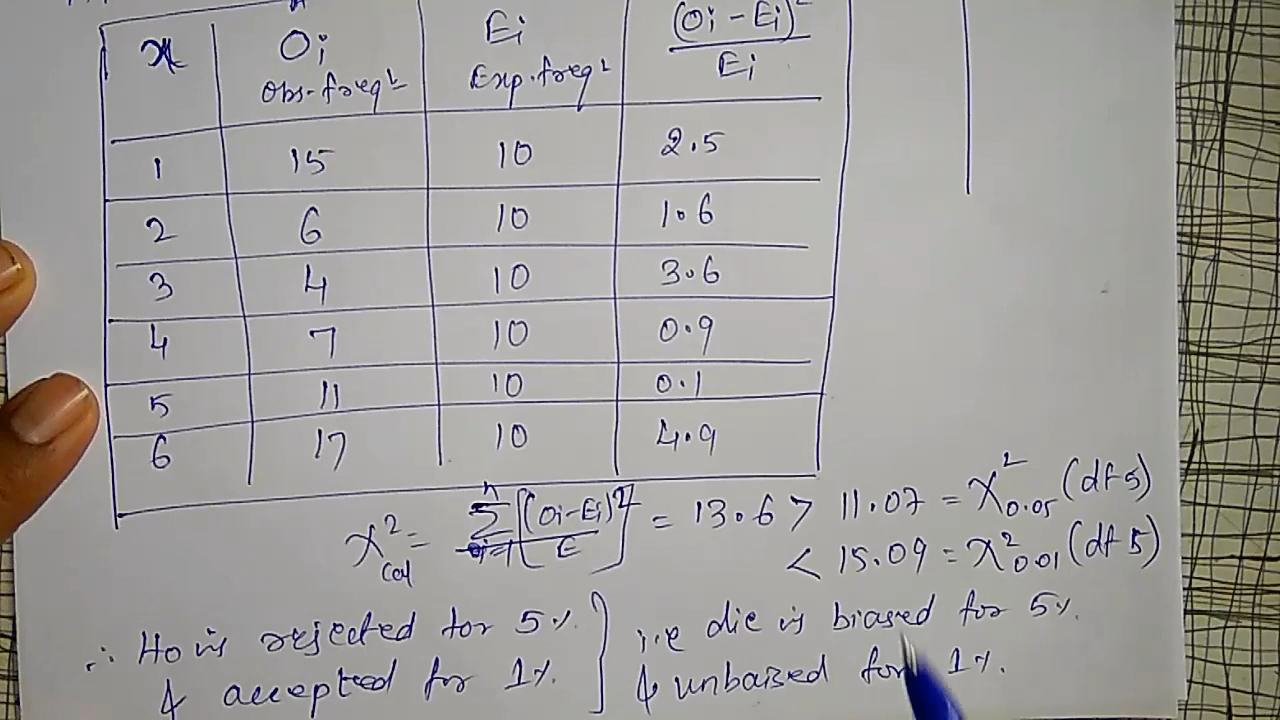 x Oi Ei (Oi - Ei)²/Ei
Obs.freq² Exp.freq²
1 15 10 2.5
2 6 10 1.6
3 4 10 3.6
4 7 10 0.9
5 11 10 0.1
6 17 10 4.9
χ²cal = Σ[(Oi-Ei)²/E] = 13.6 > 11.07 = χ²0.05 (df 5)
< 15.09 = χ²0.01 (df 5)
∴ Ho is rejected for 5%. } i.e die is biased for 5%.
& accepted for 1%. & unbaised for 1%.